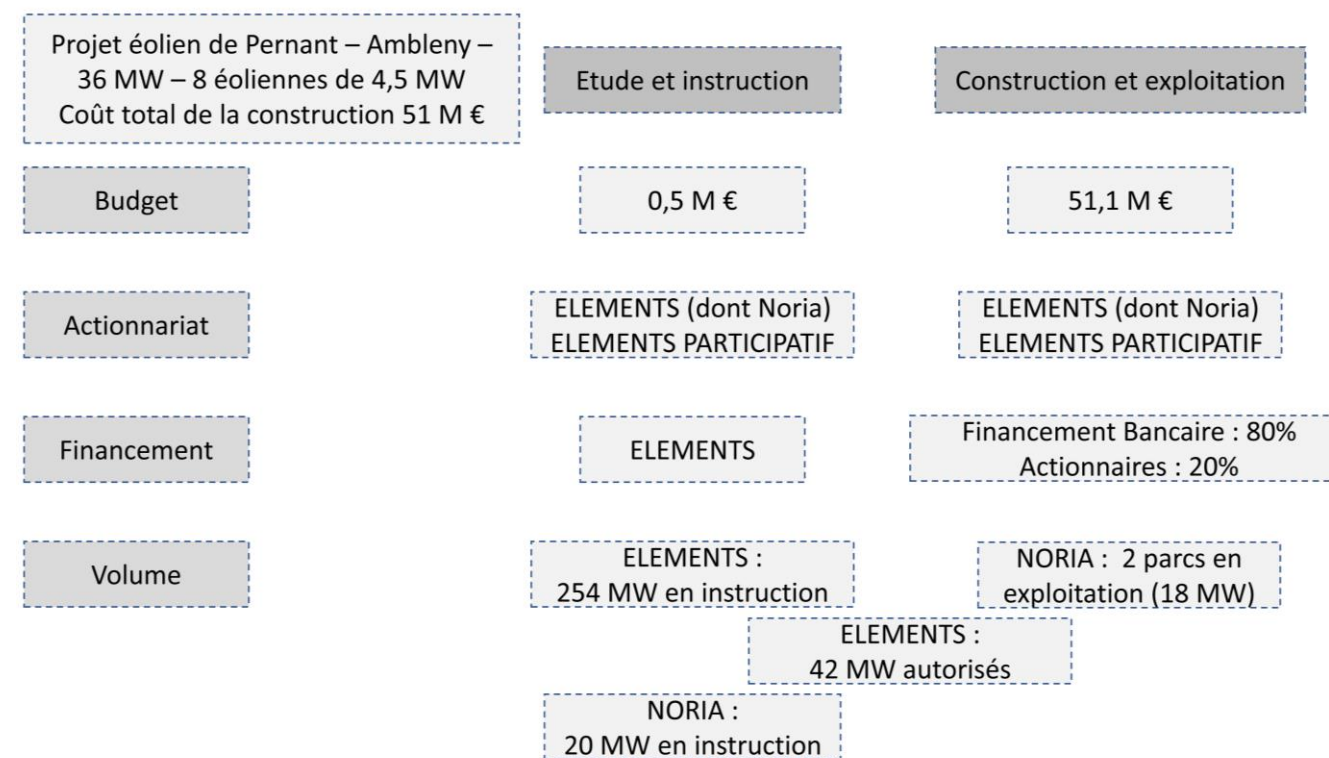 Projet éolien de Pernant – Ambleny –
36 MW – 8 éoliennes de 4,5 MW
Coût total de la construction 51 M €
Etude et instruction
Construction et exploitation
Budget
0,5 M €
51,1 M €
Actionnariat
ELEMENTS (dont Noria)
ELEMENTS PARTICIPATIF
ELEMENTS (dont Noria)
ELEMENTS PARTICIPATIF
Financement
ELEMENTS
Financement Bancaire : 80%
Actionnaires : 20%
Volume
ELEMENTS :
254 MW en instruction
NORIA : 2 parcs en
exploitation (18 MW)
ELEMENTS :
42 MW autorisés
NORIA :
20 MW en instruction